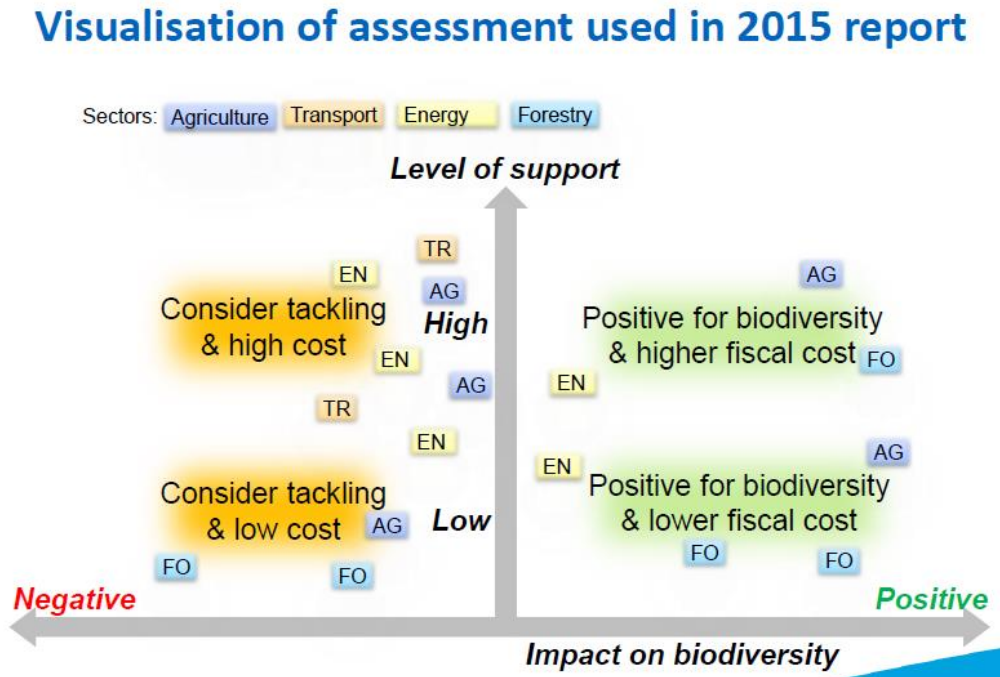 Visualisation of assessment used in 2015 report
Sectors: Agriculture Transport Energy Forestry
Level of support
TR
EN
AG
AG
Consider tackling
& high cost
High
Positive for biodiversity
& higher fiscal cost
EN
FO
AG
EN
TR
EN
AG
EN
Consider tackling
& low cost
Positive for biodiversity
& lower fiscal cost
AG
Low
FO
FO
FO
FO
Negative
Positive
Impact on biodiversity